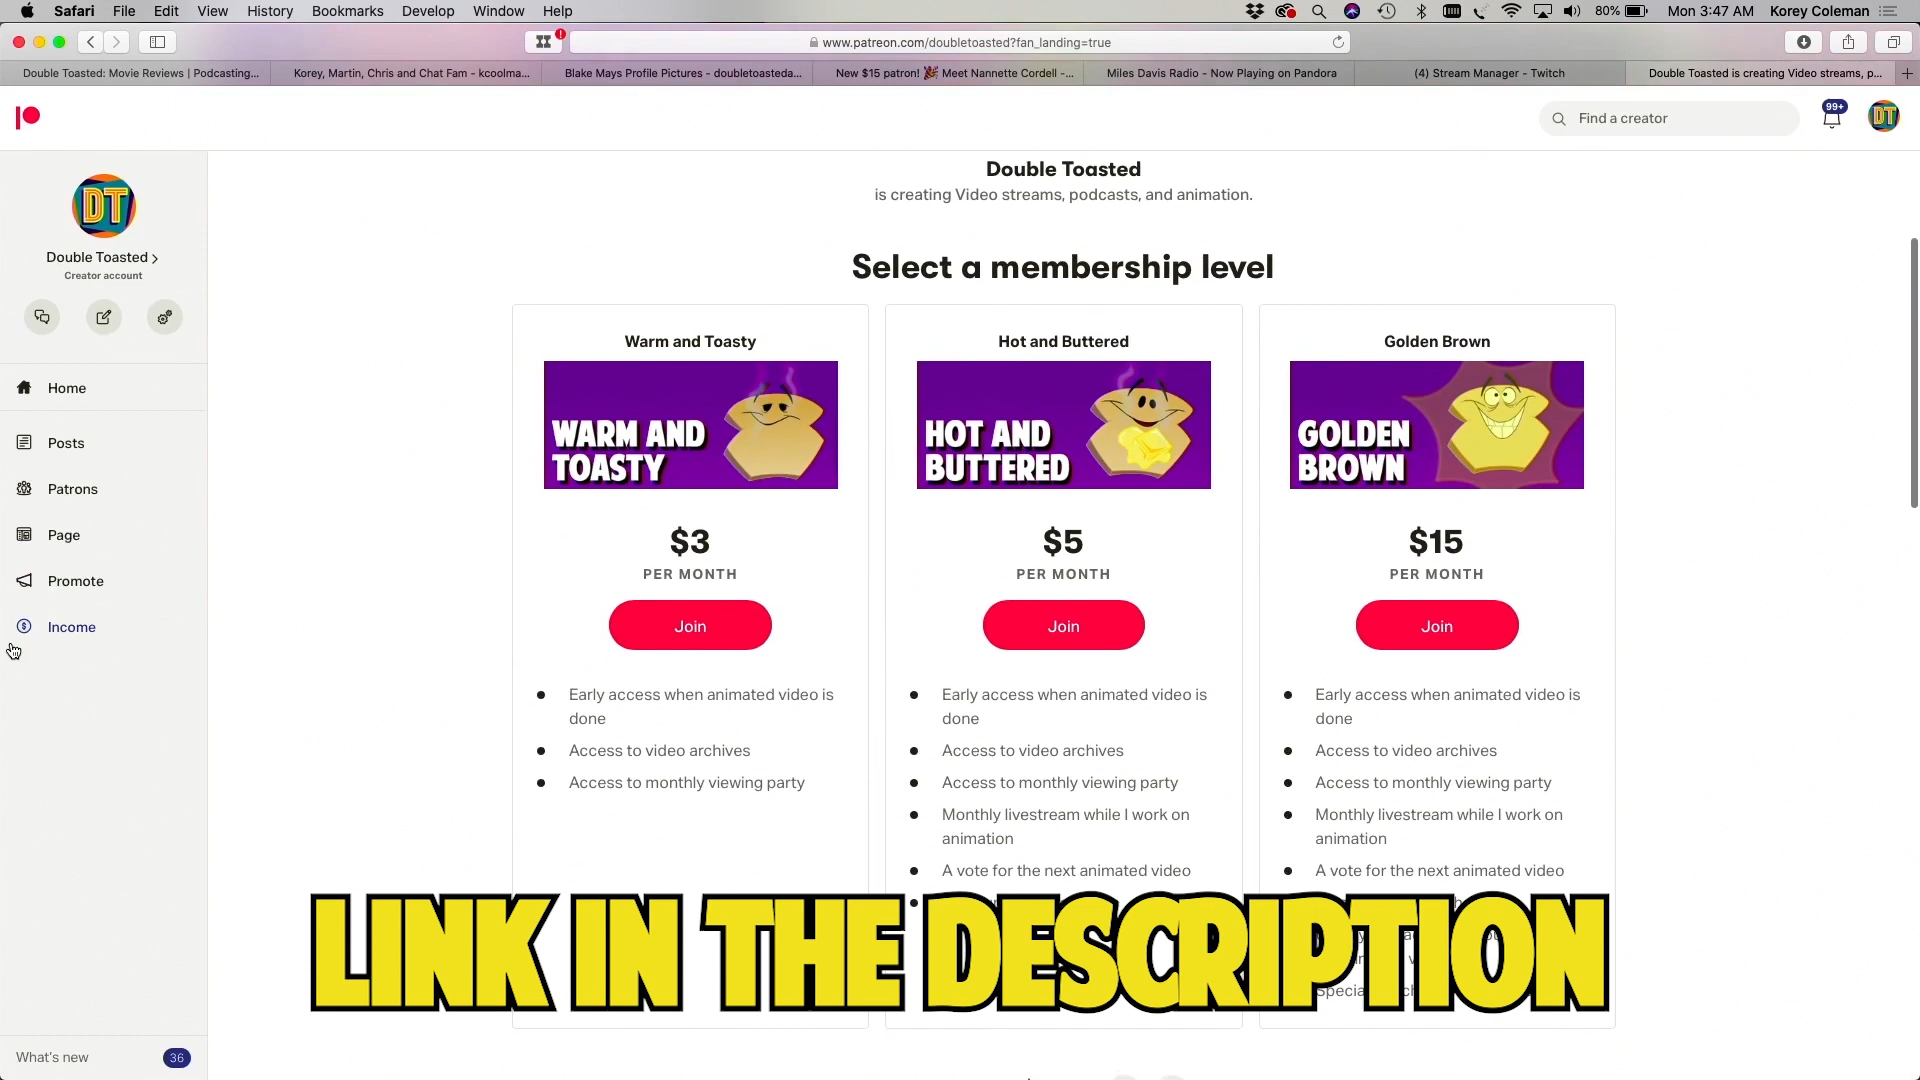 Safari File Edit View History Bookmarks Develop Window Help 80% Mon 3:47 AM Korey Coleman
www.patreon.com/doubletoasted?fan_landing=true
Double Toasted: Movie Reviews | Podcasting... Korey, Martin, Chris and Chat Fam - kcoolma... Blake Mays Profile Pictures - doubletoasteda... New $15 patron! 🎉 Meet Nannette Cordell -... Miles Davis Radio - Now Playing on Pandora (4) Stream Manager - Twitch Double Toasted is creating Video streams, p...
Find a creator
99+
DT
DT
Double Toasted
Creator account
Home
Posts
Patrons
Page
Promote
Income
What's new 36
Double Toasted
is creating Video streams, podcasts, and animation.
Select a membership level
Warm and Toasty
WARM AND
TOASTY
$3
PER MONTH
Join
Early access when animated video is
done
Access to video archives
Access to monthly viewing party
Hot and Buttered
HOT AND
BUTTERED
$5
PER MONTH
Join
Early access when animated video is
done
Access to video archives
Access to monthly viewing party
Monthly livestream while I work on
animation
A vote for the next animated video
Golden Brown
GOLDEN
BROWN
$15
PER MONTH
Join
Early access when animated video is
done
Access to video archives
Access to monthly viewing party
Monthly livestream while I work on
animation
A vote for the next animated video
LINK IN THE DESCRIPTION